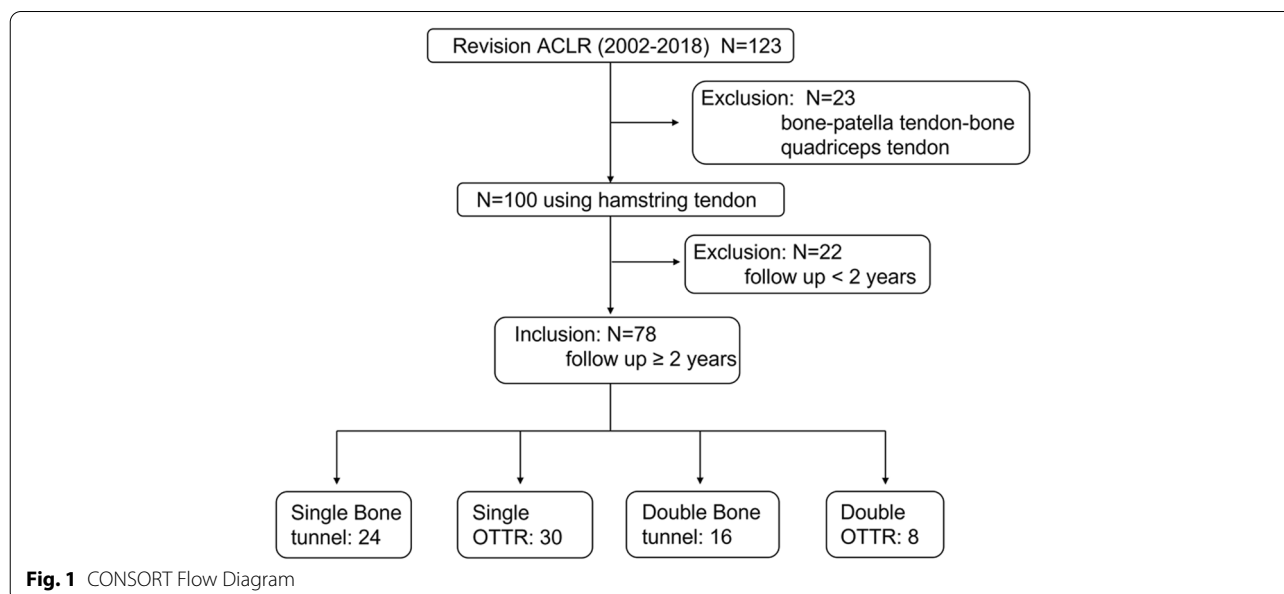 Revision ACLR (2002-2018) N=123
Exclusion: N=23
bone-patella tendon-bone
quadriceps tendon
N=100 using hamstring tendon
Exclusion: N=22
follow up < 2 years
Inclusion: N=78
follow up ≥ 2 years
Single Bone
tunnel: 24
Single
OTTR: 30
Double Bone
tunnel: 16
Double
OTTR: 8
Fig. 1 CONSORT Flow Diagram